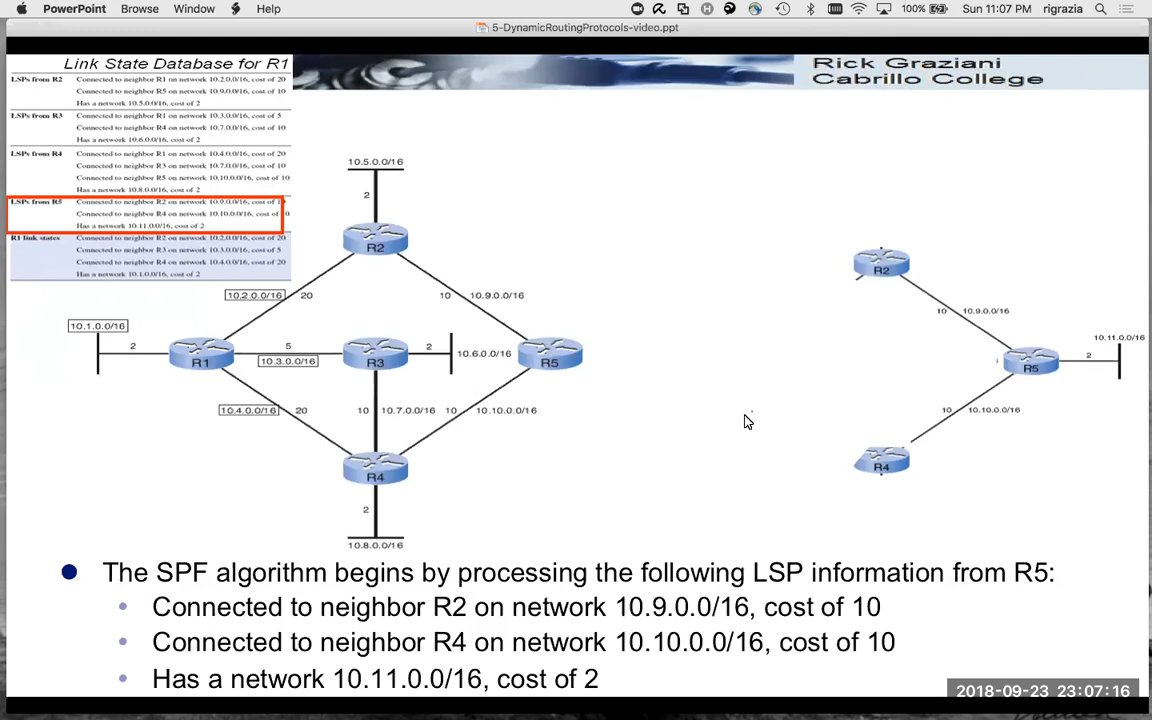 PowerPoint Browse Window Help 100% Sun 11:07 PM rigrazia
5-DynamicRoutingProtocols-video.ppt
Link State Database for R1
Rick Graziani
Cabrillo College
LSPs from R2 Connected to neighbor R1 on network 10.2.0.0/16, cost of 20
Connected to neighbor R5 on network 10.9.0.0/16, cost of 10
Has a network 10.5.0.0/16, cost of 2
LSPs from R3 Connected to neighbor R1 on network 10.3.0.0/16, cost of 5
Connected to neighbor R4 on network 10.7.0.0/16, cost of 10
Has a network 10.6.0.0/16, cost of 2
LSPs from R4 Connected to neighbor R1 on network 10.4.0.0/16, cost of 20
Connected to neighbor R3 on network 10.7.0.0/16, cost of 10
Connected to neighbor R5 on network 10.10.0.0/16, cost of 10
Has a network 10.8.0.0/16, cost of 2
LSPs from R5 Connected to neighbor R2 on network 10.9.0.0/16, cost of 10
Connected to neighbor R4 on network 10.10.0.0/16, cost of 10
Has a network 10.11.0.0/16, cost of 2
R1 link states Connected to neighbor R2 on network 10.2.0.0/16, cost of 20
Connected to neighbor R3 on network 10.3.0.0/16, cost of 5
Connected to neighbor R4 on network 10.4.0.0/16, cost of 20
Has a network 10.1.0.0/16, cost of 2
10.5.0.0/16
2
R2
10.2.0.0/16 20
10 10.9.0.0/16
10.1.0.0/16
2
R1
5
10.3.0.0/16
R3
2
10.6.0.0/16
R5
10.4.0.0/16 20
10 10.7.0.0/16
10 10.10.0.0/16
R4
2
10.8.0.0/16
R2
10 10.9.0.0/16
10.11.0.0/16
R5
2
10 10.10.0.0/16
R4
The SPF algorithm begins by processing the following LSP information from R5:
Connected to neighbor R2 on network 10.9.0.0/16, cost of 10
Connected to neighbor R4 on network 10.10.0.0/16, cost of 10
Has a network 10.11.0.0/16, cost of 2
2018-09-23 23:07:16